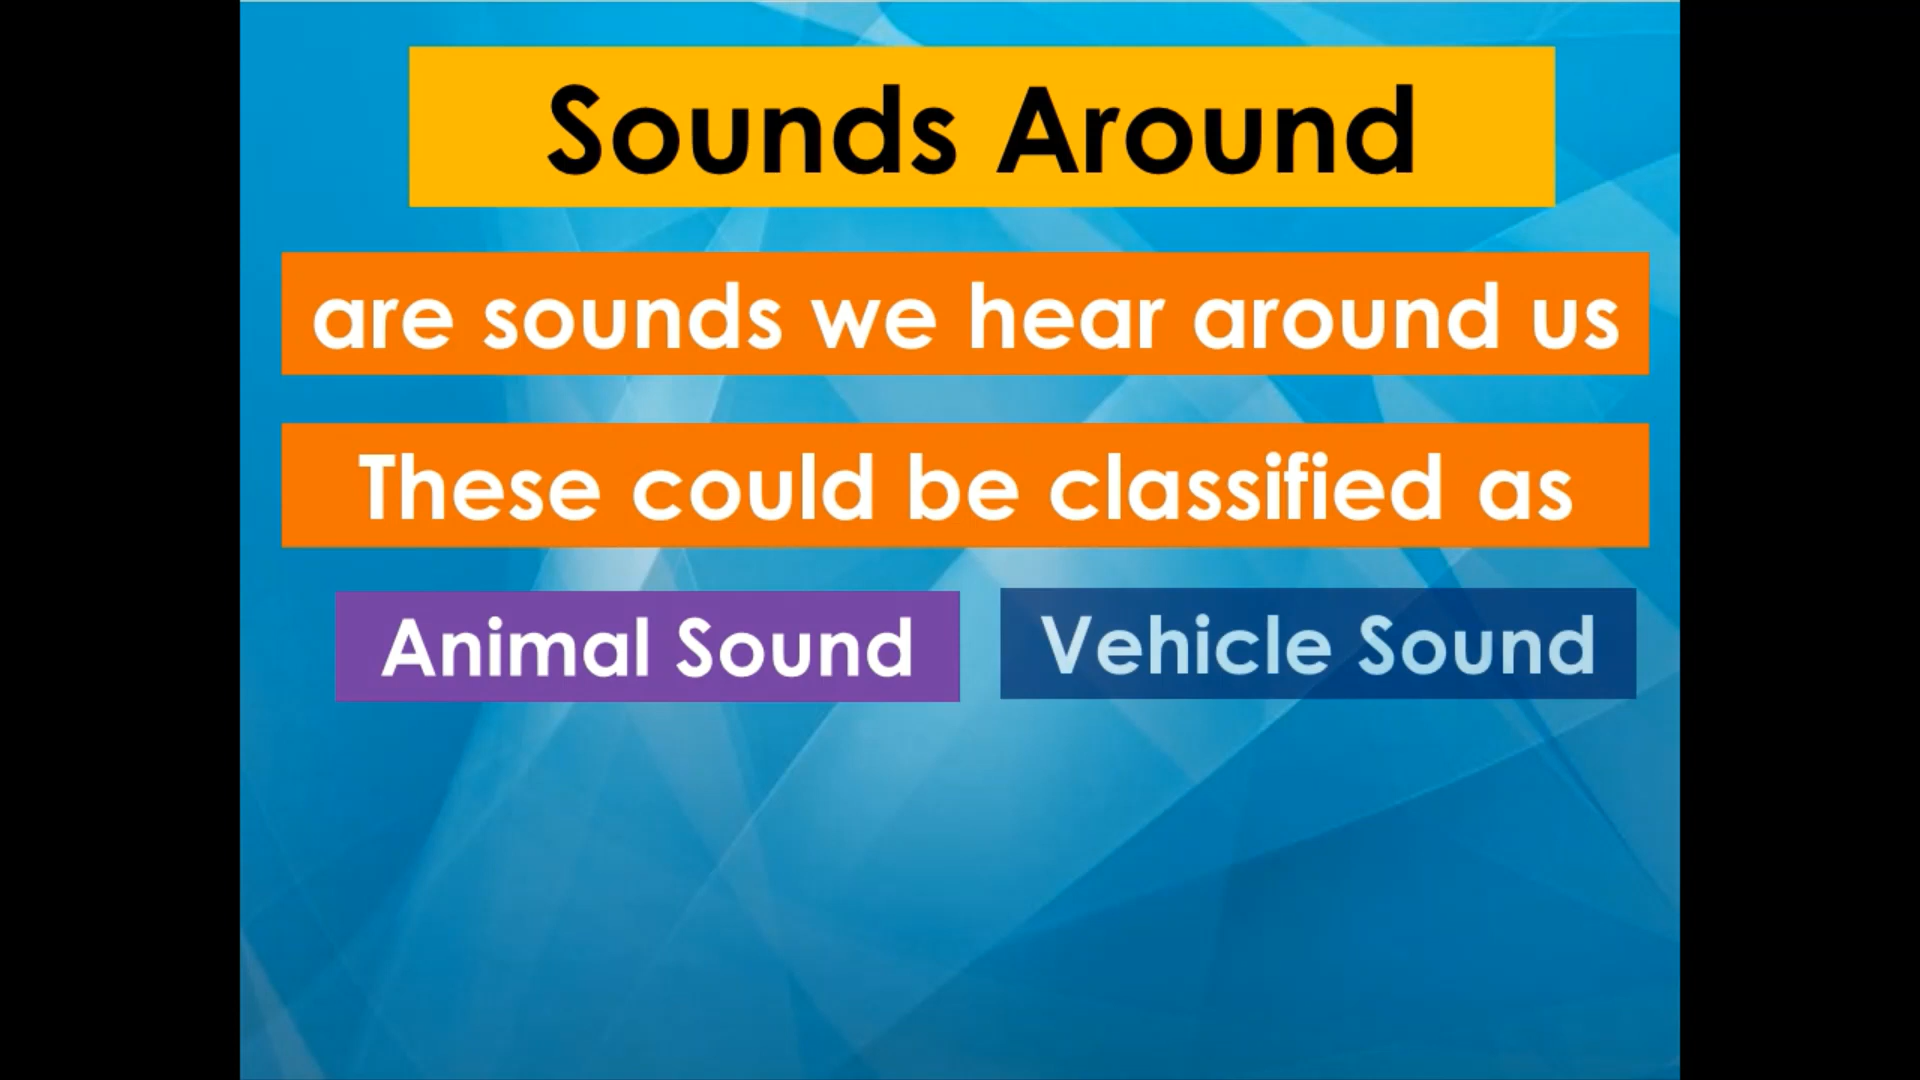 Sounds Around
are sounds we hear around us
These could be classified as
Animal Sound Vehicle Sound